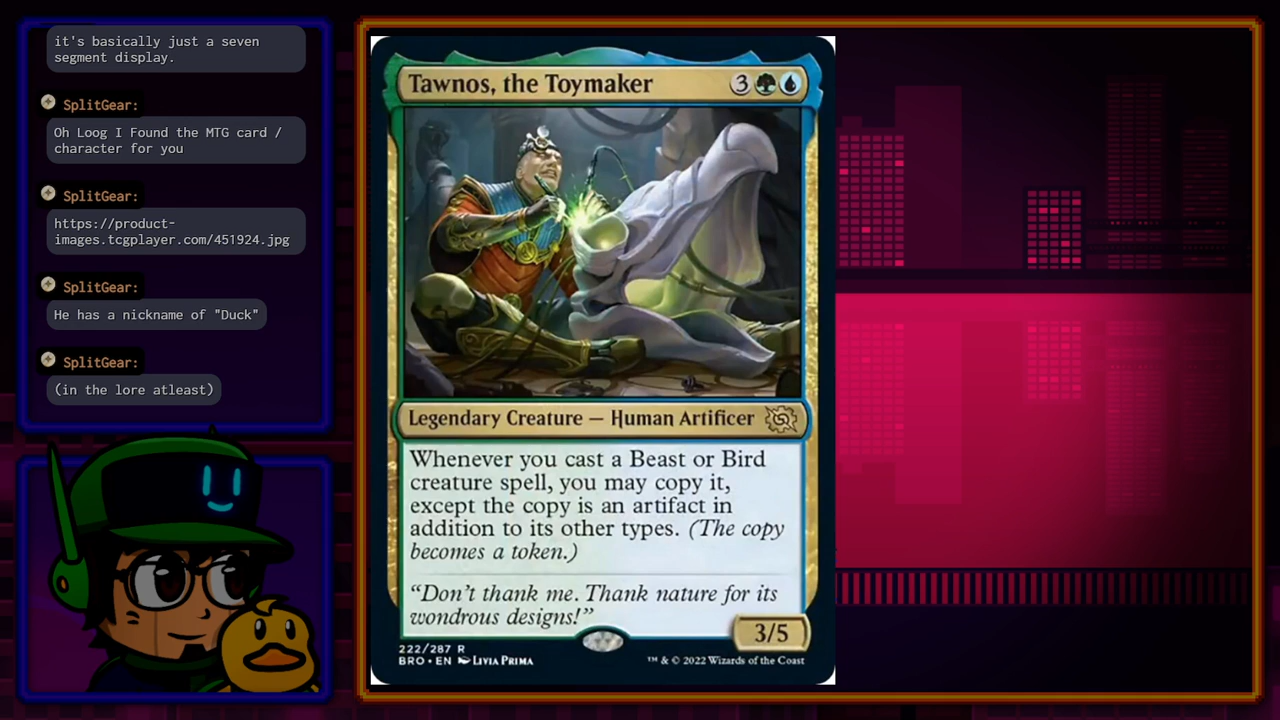 it's basically just a seven
segment display.
SplitGear:
Oh Loog I Found the MTG card /
character for you
SplitGear:
https://product-
images.tcgplayer.com/451924.jpg
SplitGear:
He has a nickname of "Duck"
SplitGear:
(in the lore atleast)
Tawnos, the Toymaker 3
Legendary Creature — Human Artificer
Whenever you cast a Beast or Bird
creature spell, you may copy it,
except the copy is an artifact in
addition to its other types. (The copy
becomes a token.)
“Don't thank me. Thank nature for its
wondrous designs!”
3/5
222/287 R
BRO • EN Livia Prima
™ & © 2022 Wizards of the Coast